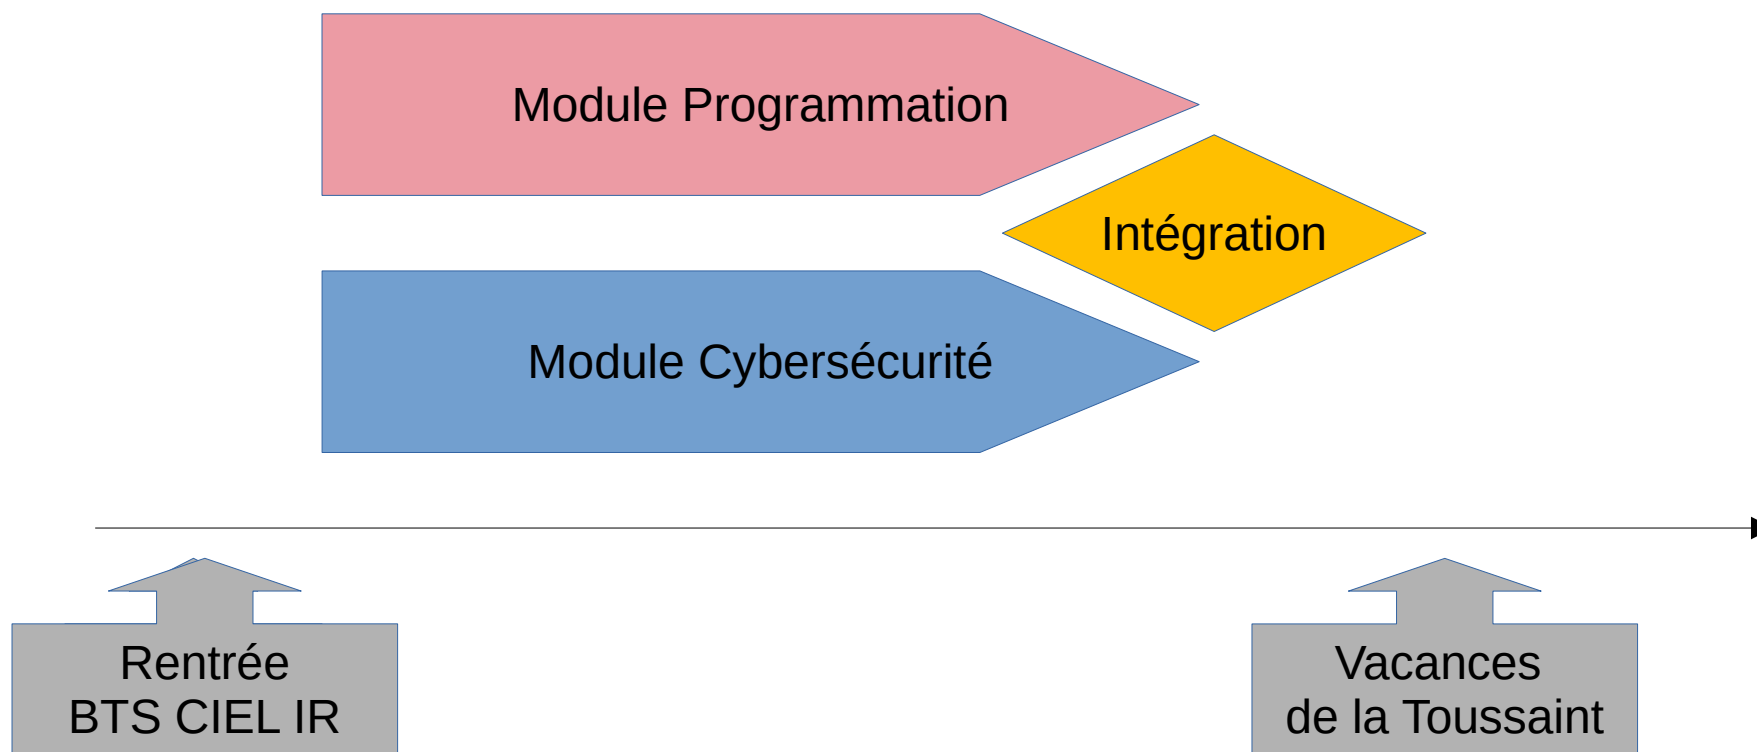 Module Programmation
Intégration
Module Cybersécurité
Rentrée
BTS CIEL IR
Vacances
de la Toussaint